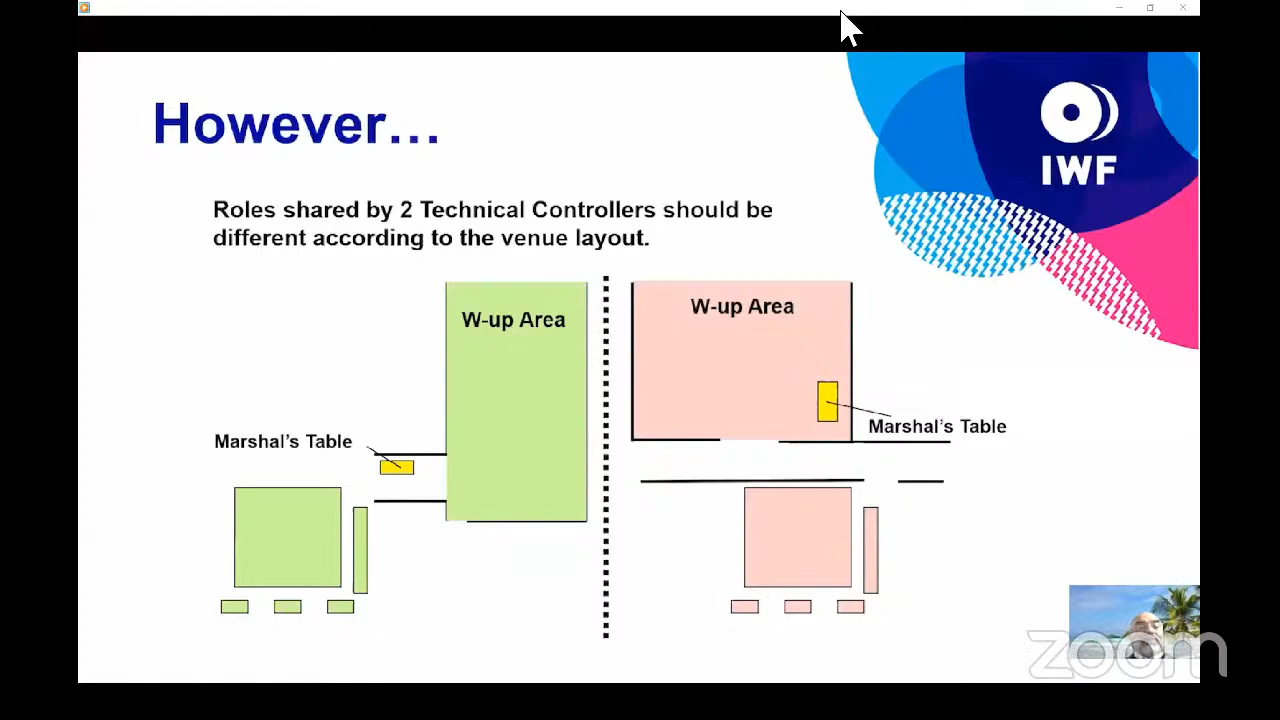 However...
IWF
Roles shared by 2 Technical Controllers should be
different according to the venue layout.
W-up Area
W-up Area
Marshal's Table
Marshal's Table
zoom